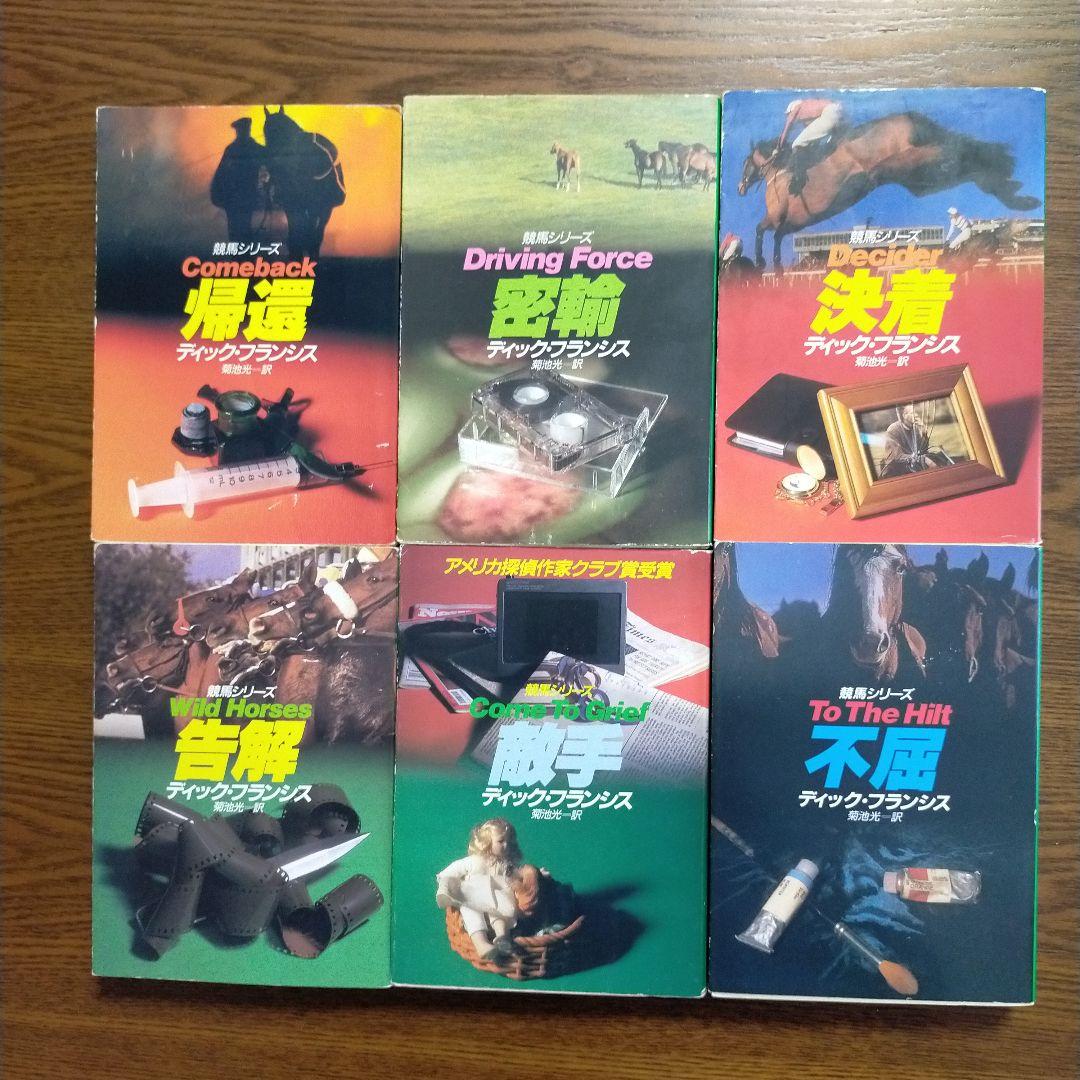 競馬シリーズ
Comeback
帰還
ディック・フランシス
菊池光一訳
競馬シリーズ
Driving Force
密輸
ディック・フランシス
菊池光一訳
競馬シリーズ
Decider
決着
ディック・フランシス
菊池光一訳
競馬シリーズ
Wild Horses
告解
ディック・フランシス
菊池光一訳
アメリカ探偵作家クラブ賞受賞
競馬シリーズ
Come To Grief
敵手
ディック・フランシス
菊池光一訳
競馬シリーズ
To The Hilt
不屈
ディック・フランシス
菊池光一訳